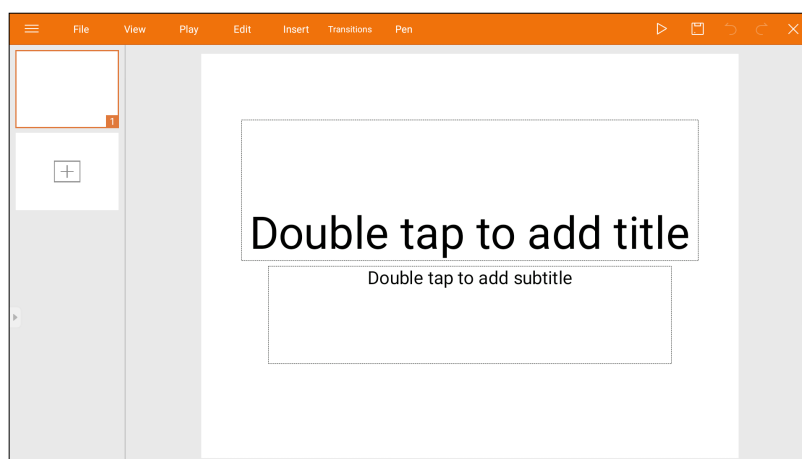 File View Play Edit Insert Transitions Pen
1
Double tap to add title
Double tap to add subtitle